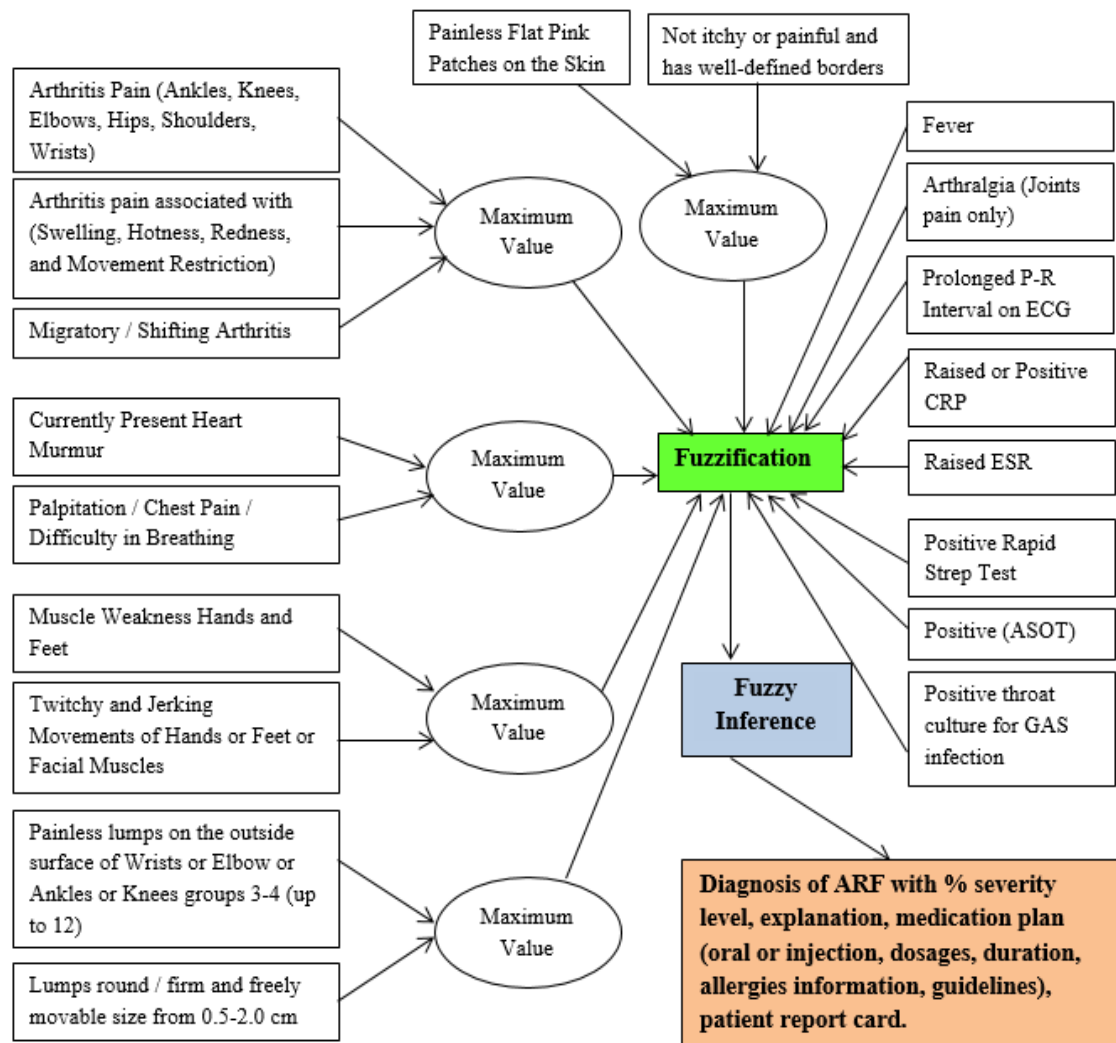 Painless Flat Pink
Patches on the Skin
Not itchy or painful and
has well-defined borders
Arthritis Pain (Ankles, Knees,
Elbows, Hips, Shoulders,
Wrists)
Arthritis pain associated with
(Swelling, Hotness, Redness,
and Movement Restriction)
Migratory / Shifting Arthritis
Maximum
Value
Maximum
Value
Fever
Arthralgia (Joints
pain only)
Prolonged P-R
Interval on ECG
Raised or Positive
CRP
Raised ESR
Positive Rapid
Strep Test
Positive (ASOT)
Positive throat
culture for GAS
infection
Currently Present Heart
Murmur
Palpitation / Chest Pain /
Difficulty in Breathing
Maximum
Value
Fuzzification
Muscle Weakness Hands and
Feet
Twitchy and Jerking
Movements of Hands or Feet or
Facial Muscles
Maximum
Value
Fuzzy
Inference
Painless lumps on the outside
surface of Wrists or Elbow or
Ankles or Knees groups 3-4 (up
to 12)
Lumps round / firm and freely
movable size from 0.5-2.0 cm
Maximum
Value
Diagnosis of ARF with % severity
level, explanation, medication plan
(oral or injection, dosages, duration,
allergies information, guidelines),
patient report card.